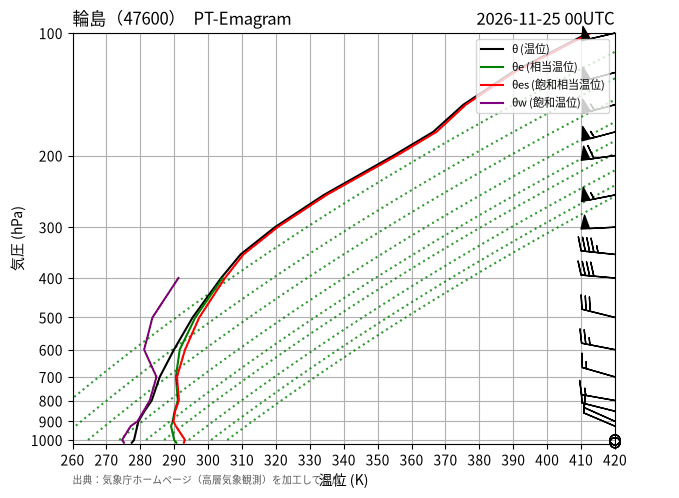 輪島（47600） PT-Emagram
2026-11-25 00UTC
θ (温位)
θe (相当温位)
θes (飽和相当温位)
θw (飽和温位)
気圧 (hPa)
100
200
300
400
500
600
700
800
900
1000
260 270 280 290 300 310 320 330 340 350 360 370 380 390 400 410 420
温位 (K)
出典：気象庁ホームページ（高層気象観測）を加工して